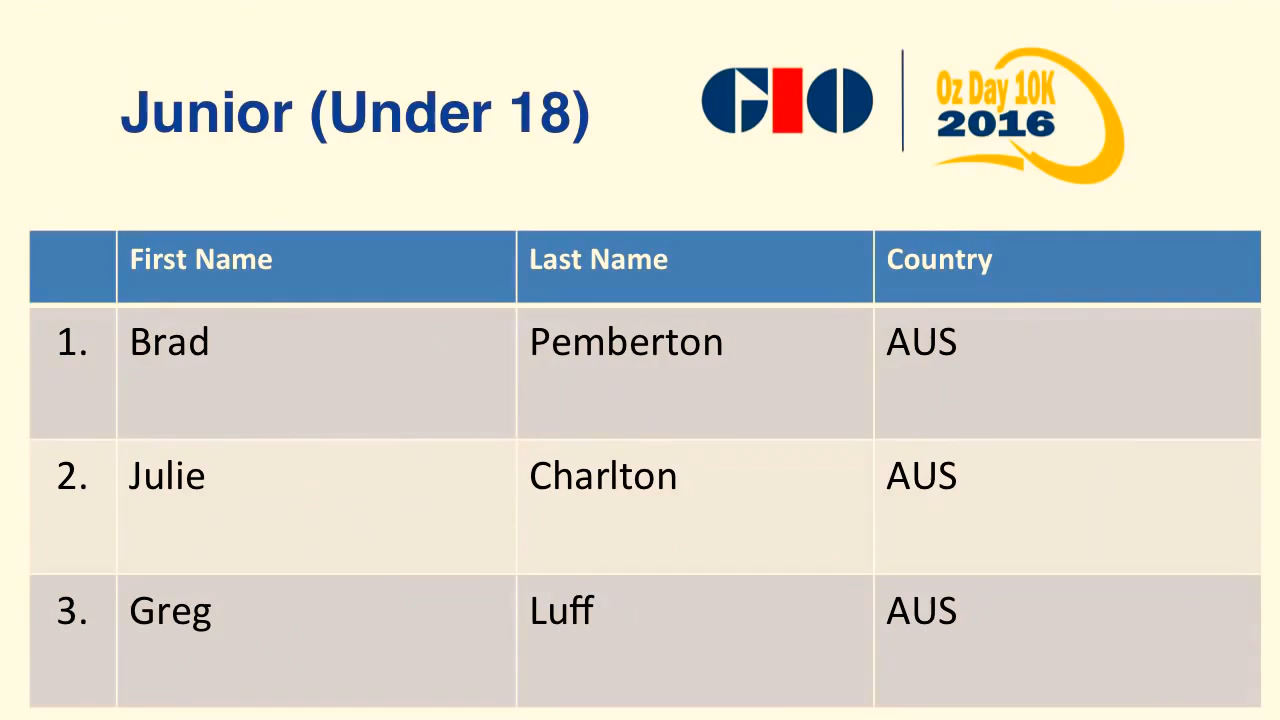 Junior (Under 18)
GIO
Oz Day 10K
2016
First Name Last Name Country
1. Brad Pemberton AUS
2. Julie Charlton AUS
3. Greg Luff AUS